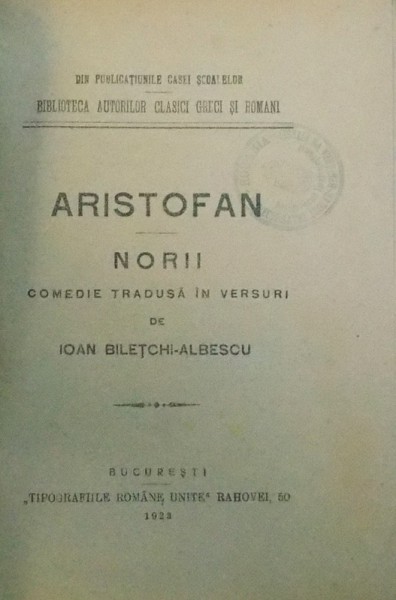 DIN PUBLICAȚIUNILE CASEI ȘCOALELOR
BIBLIOTECA AUTORILOR CLASICI GRECI ȘI ROMANI
ARISTOFAN
NORII
COMEDIE TRADUSĂ ÎN VERSURI
DE
IOAN BILEȚCHI-ALBESCU
BUCUREȘTI
„TIPOGRAFIILE ROMÂNE UNITE“ RAHOVEI, 50
1923